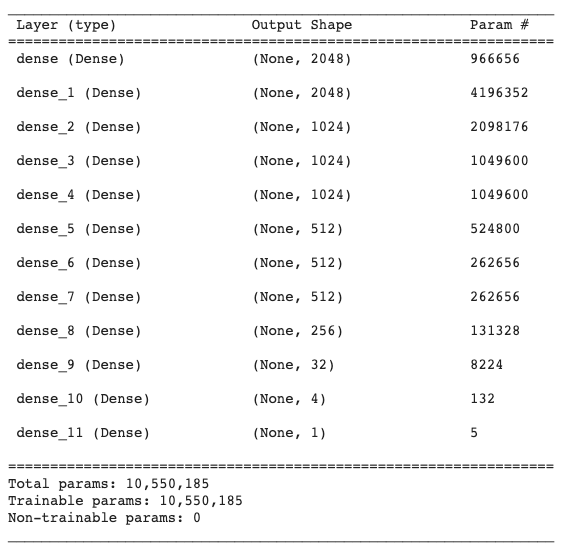 Layer (type) Output Shape Param #
=================================================================
dense (Dense) (None, 2048) 966656
dense_1 (Dense) (None, 2048) 4196352
dense_2 (Dense) (None, 1024) 2098176
dense_3 (Dense) (None, 1024) 1049600
dense_4 (Dense) (None, 1024) 1049600
dense_5 (Dense) (None, 512) 524800
dense_6 (Dense) (None, 512) 262656
dense_7 (Dense) (None, 512) 262656
dense_8 (Dense) (None, 256) 131328
dense_9 (Dense) (None, 32) 8224
dense_10 (Dense) (None, 4) 132
dense_11 (Dense) (None, 1) 5
=================================================================
Total params: 10,550,185
Trainable params: 10,550,185
Non-trainable params: 0